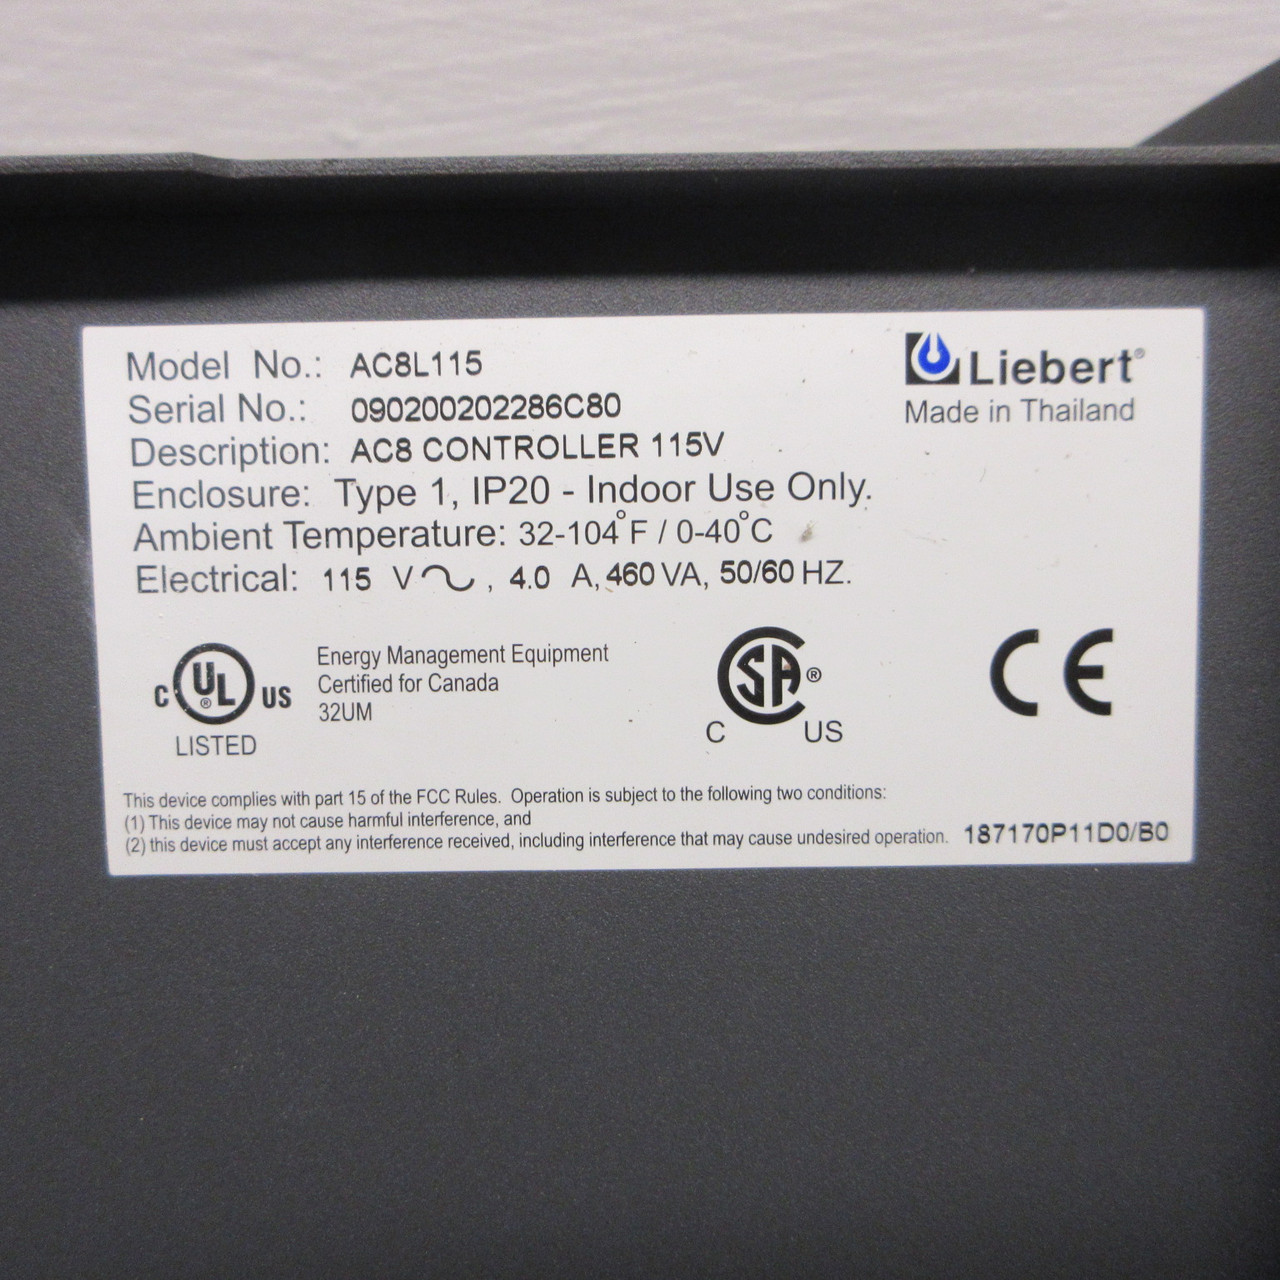 Model No.: AC8L115
Serial No.: 090200202286C80
Description: AC8 CONTROLLER 115V
Enclosure: Type 1, IP20 - Indoor Use Only.
Ambient Temperature: 32-104°F / 0-40°C
Electrical: 115 V∿, 4.0 A, 460 VA, 50/60 HZ.
Liebert®
Made in Thailand
C UL® US
LISTED
Energy Management Equipment
Certified for Canada
32UM
SA®
C US
CE
This device complies with part 15 of the FCC Rules. Operation is subject to the following two conditions:
(1) This device may not cause harmful interference, and
(2) this device must accept any interference received, including interference that may cause undesired operation.
187170P11D0/B0